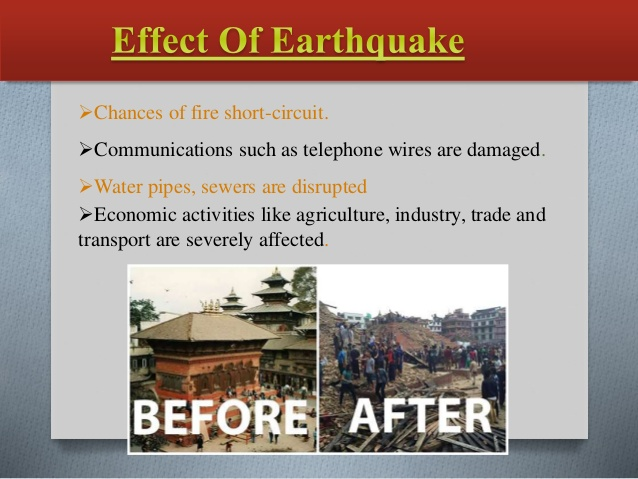 Effect Of Earthquake
➢Chances of fire short-circuit.
➢Communications such as telephone wires are damaged.
➢Water pipes, sewers are disrupted
➢Economic activities like agriculture, industry, trade and
transport are severely affected.
BEFORE AFTER